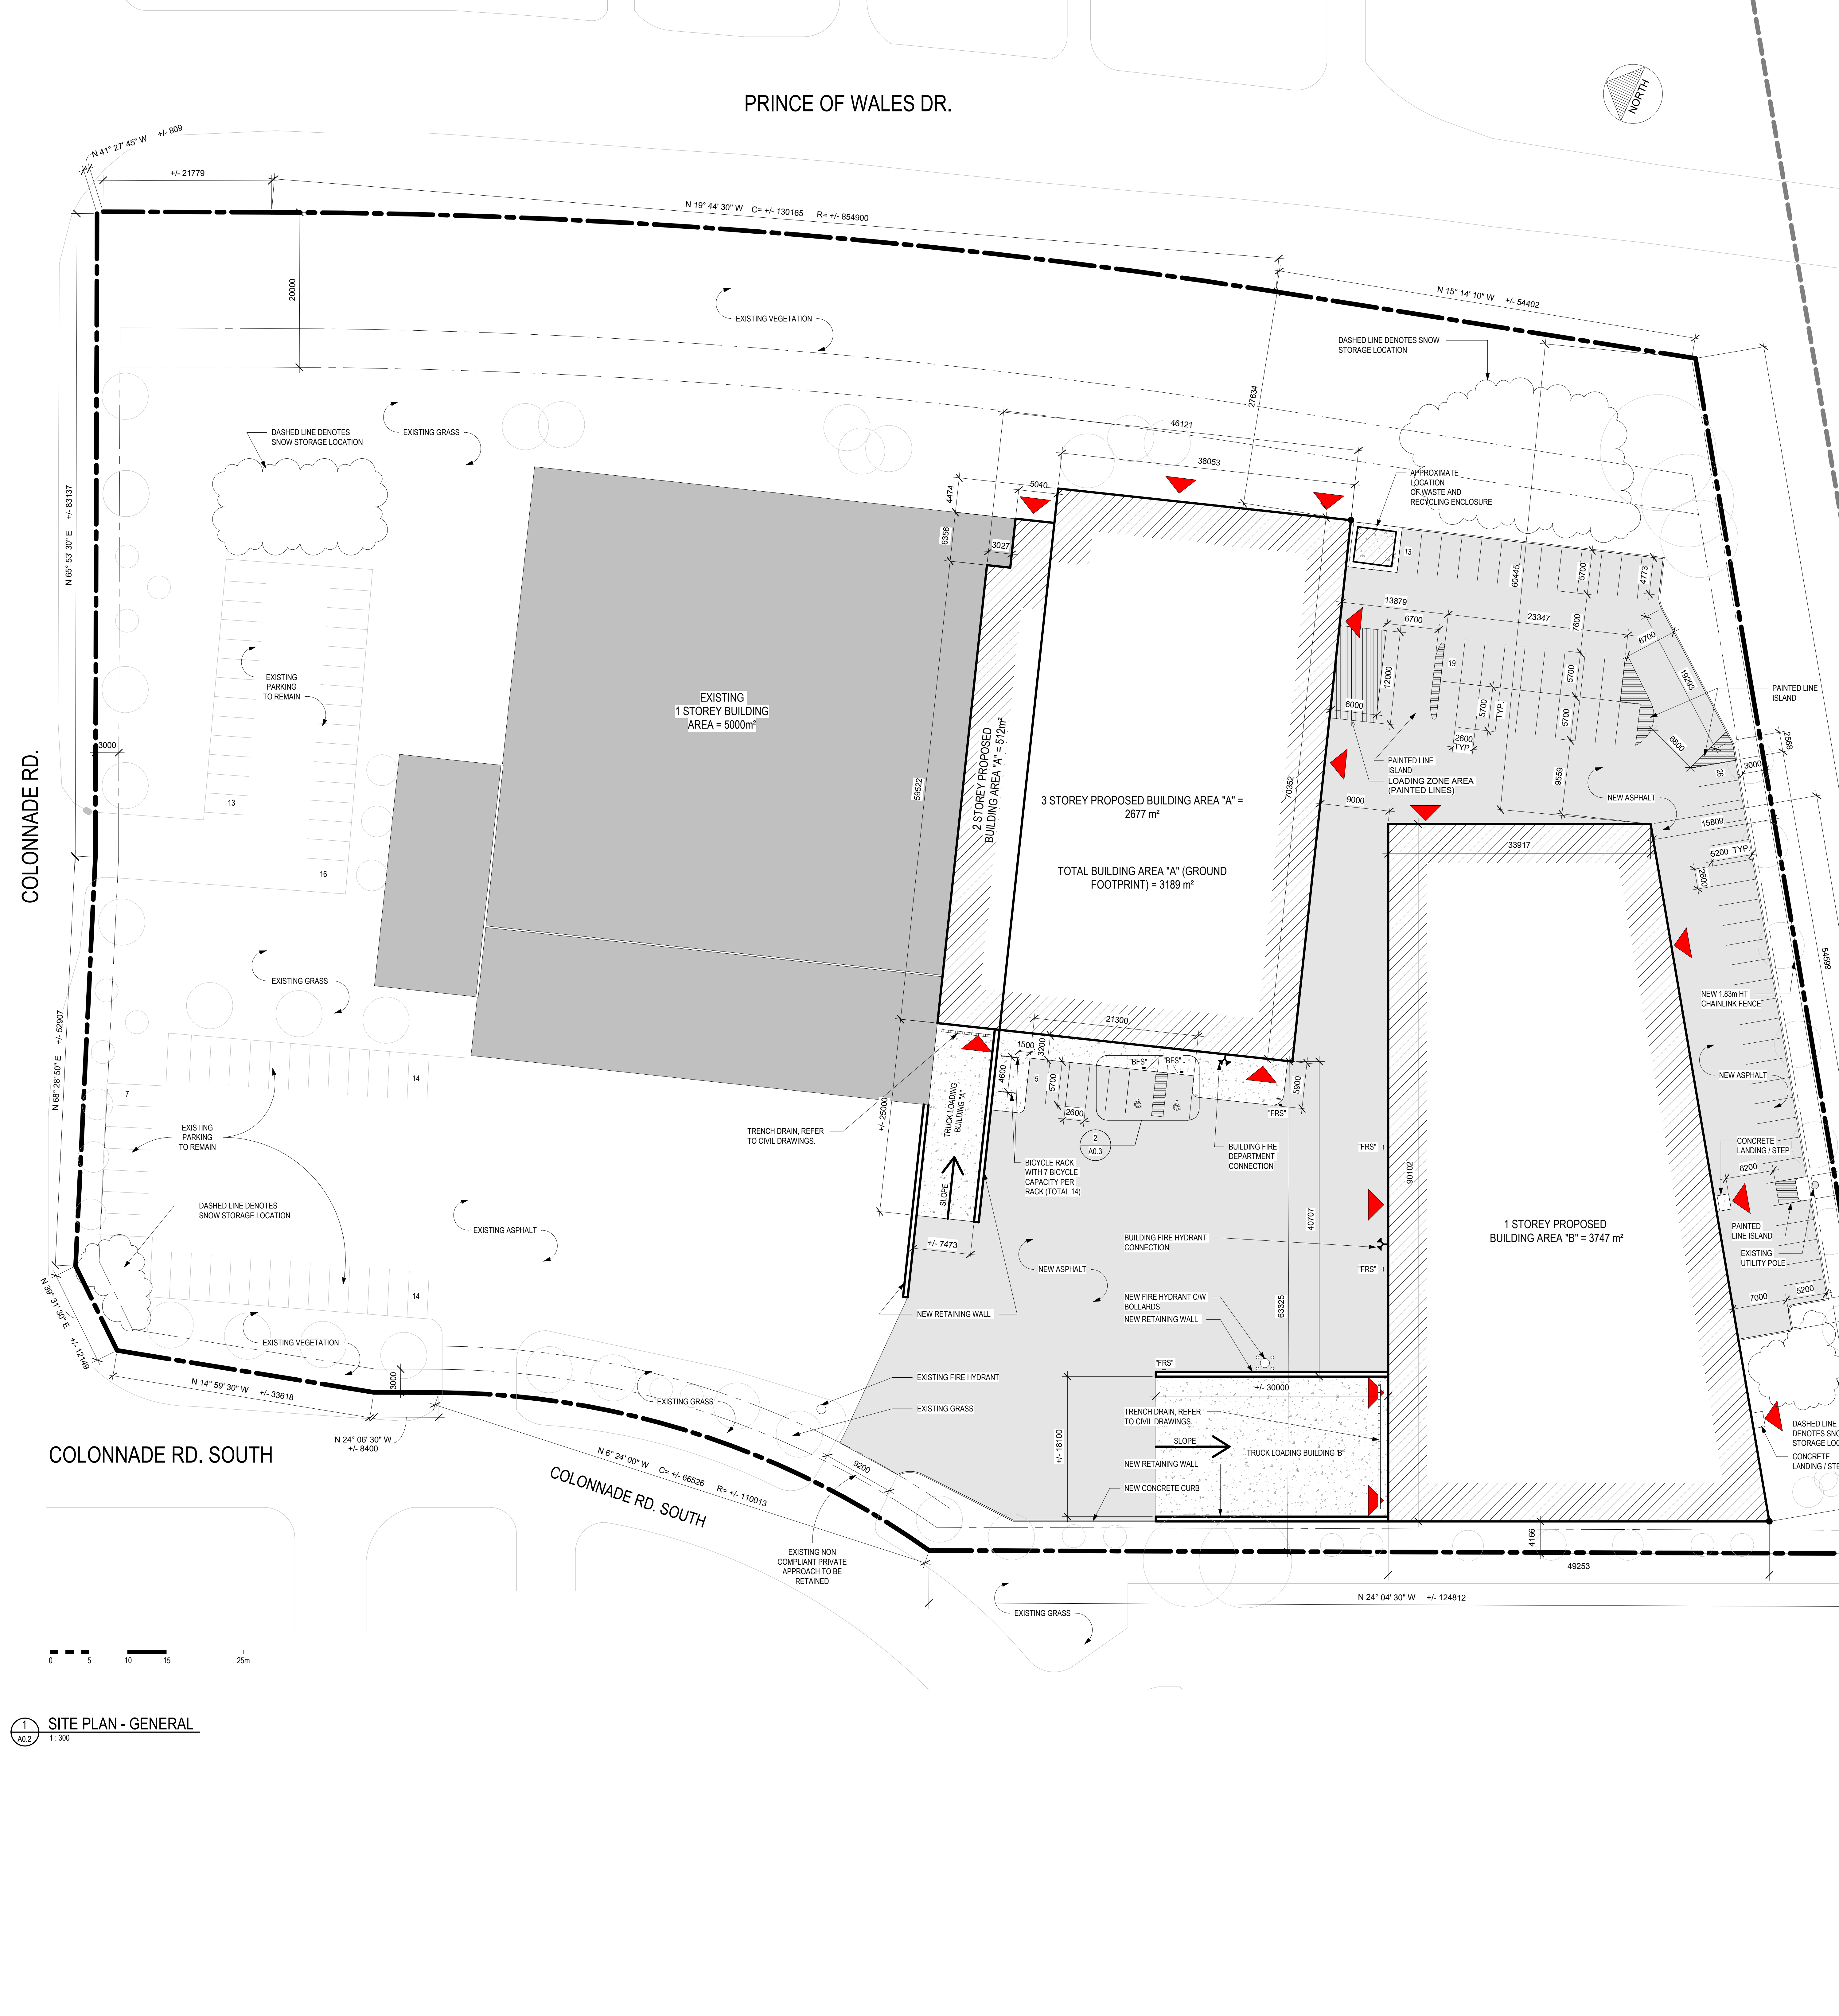 PRINCE OF WALES DR.
NORTH
N 41° 27' 45" W +/- 809
+/- 21779
N 19° 44' 30" W C= +/- 130165 R= +/- 854900
20000
N 15° 14' 10" W +/- 54402
EXISTING VEGETATION
DASHED LINE DENOTES SNOW
STORAGE LOCATION
27634
46121
38053
5040
4474
6356
3027
DASHED LINE DENOTES
SNOW STORAGE LOCATION
EXISTING GRASS
APPROXIMATE
LOCATION
OF WASTE AND
RECYCLING ENCLOSURE
N 65° 53' 30" E +/- 83137
13
60445
5700
4773
13879
6700
23347
7600
6700
19
12000
5700
19293
6000
5700
TYP.
5700
2600
TYP
6800
PAINTED LINE
ISLAND
2568
3000
26
EXISTING
PARKING
TO REMAIN
EXISTING
1 STOREY BUILDING
AREA = 5000m²
3000
COLONNADE RD.
13
16
59522
2 STOREY PROPOSED
BUILDING AREA "A" = 512m²
3 STOREY PROPOSED BUILDING AREA "A" =
2677 m²
TOTAL BUILDING AREA "A" (GROUND
FOOTPRINT) = 3189 m²
70352
PAINTED LINE
ISLAND
LOADING ZONE AREA
(PAINTED LINES)
9000
9559
NEW ASPHALT
15809
33917
5200 TYP
2600
54599
NEW 1.83m HT
CHAINLINK FENCE
NEW ASPHALT
EXISTING GRASS
N 68° 28' 50" E +/- 52907
14
7
EXISTING
PARKING
TO REMAIN
DASHED LINE DENOTES
SNOW STORAGE LOCATION
EXISTING ASPHALT
14
EXISTING VEGETATION
21300
1500
3200
4600
5
5700
2600
"BFS"
"BFS"
5900
"FRS"
2
A0.3
+/- 25000
TRUCK LOADING
BUILDING "A"
SLOPE
TRENCH DRAIN, REFER
TO CIVIL DRAWINGS.
BICYCLE RACK
WITH 7 BICYCLE
CAPACITY PER
RACK (TOTAL 14)
BUILDING FIRE
DEPARTMENT
CONNECTION
"FRS"
90102
40707
+/- 7473
BUILDING FIRE HYDRANT
CONNECTION
NEW ASPHALT
"FRS"
63325
NEW RETAINING WALL
NEW FIRE HYDRANT C/W
BOLLARDS
NEW RETAINING WALL
"FRS"
1 STOREY PROPOSED
BUILDING AREA "B" = 3747 m²
CONCRETE
LANDING / STEP
6200
PAINTED
LINE ISLAND
EXISTING
UTILITY POLE
7000
5200
N 39° 31' 30" E +/- 12149
N 14° 59' 30" W +/- 33618
3000
N 24° 06' 30" W
+/- 8400
EXISTING GRASS
EXISTING FIRE HYDRANT
EXISTING GRASS
+/- 30000
+/- 18100
TRENCH DRAIN, REFER
TO CIVIL DRAWINGS.
SLOPE
TRUCK LOADING BUILDING 'B'
NEW RETAINING WALL
NEW CONCRETE CURB
DASHED LINE
DENOTES SNO
STORAGE LOC
CONCRETE
LANDING / STE
COLONNADE RD. SOUTH
N 6° 24' 00" W C= +/- 66526 R= +/- 110013
9200
COLONNADE RD. SOUTH
EXISTING NON
COMPLIANT PRIVATE
APPROACH TO BE
RETAINED
4166
49253
N 24° 04' 30" W +/- 124812
EXISTING GRASS
0 5 10 15 25m
1
A0.2
SITE PLAN - GENERAL
1 : 300